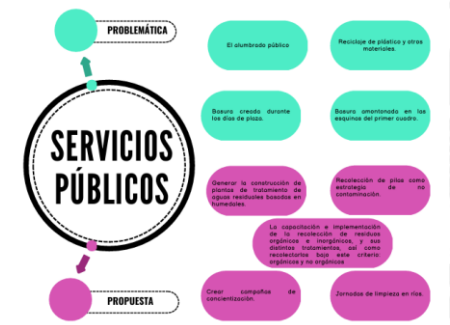 PROBLEMÁTICA
El alumbrado público
Reciclaje de plástico y otros
materiales.
Basura creada durante
los días de plaza.
Basura amontonada en las
esquinas del primer cuadro.
SERVICIOS
PÚBLICOS
Generar la construcción de
plantas de tratamiento de
aguas residuales basadas en
humedales.
Recolección de pilas como
estrategia de no
contaminación.
La capacitación e implementación
de la recolección de residuos
orgánicos e inorgánicos, y sus
distintos tratamientos, así como
recolectarlos bajo este criterio:
orgánicos y no orgánicos
PROPUESTA
Crear campañas de
concientización.
Jornadas de limpieza en ríos.